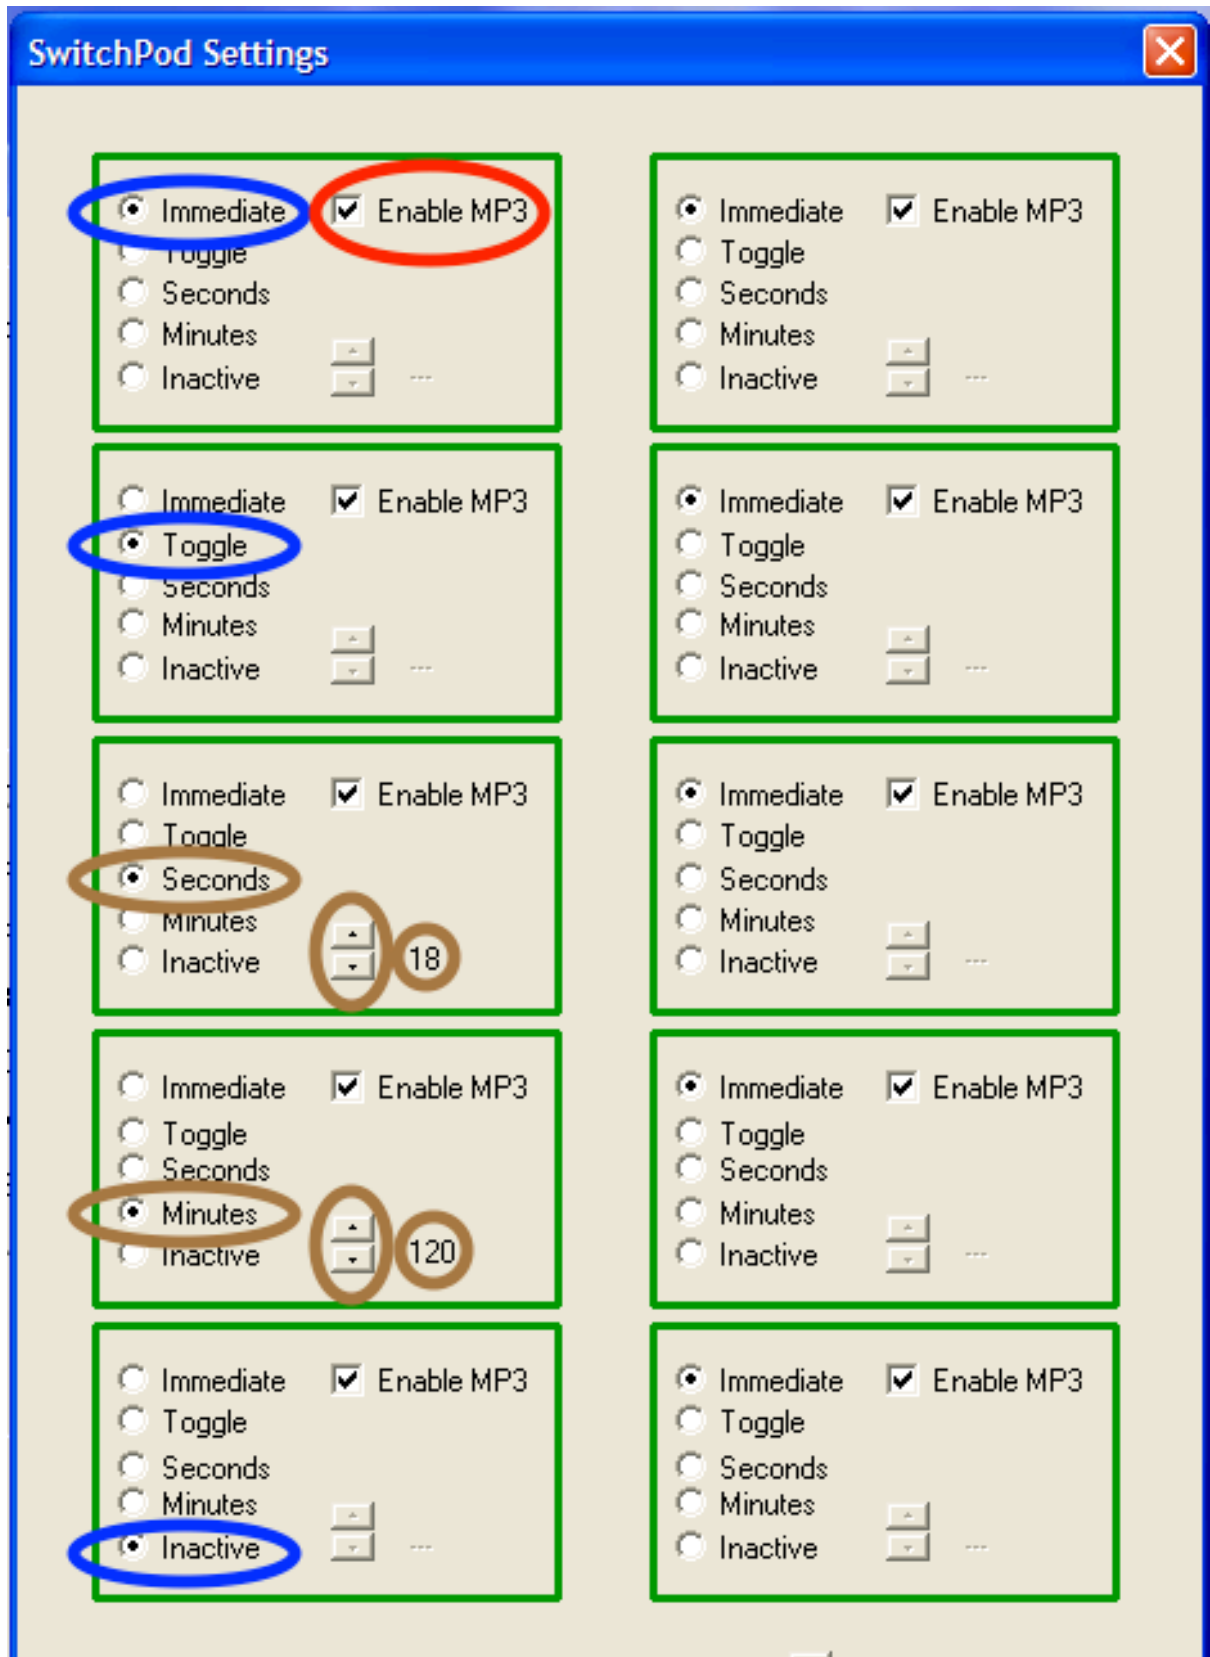 SwitchPod Settings
Immediate Enable MP3
Toggle
Seconds
Minutes
Inactive ---
Immediate Enable MP3
Toggle
Seconds
Minutes
Inactive ---
Immediate Enable MP3
Toggle
Seconds
Minutes
Inactive ---
Immediate Enable MP3
Toggle
Seconds
Minutes
Inactive ---
Immediate Enable MP3
Toggle
Seconds
Minutes
Inactive 18
Immediate Enable MP3
Toggle
Seconds
Minutes
Inactive ---
Immediate Enable MP3
Toggle
Seconds
Minutes
Inactive 120
Immediate Enable MP3
Toggle
Seconds
Minutes
Inactive ---
Immediate Enable MP3
Toggle
Seconds
Minutes
Inactive ---
Immediate Enable MP3
Toggle
Seconds
Minutes
Inactive ---